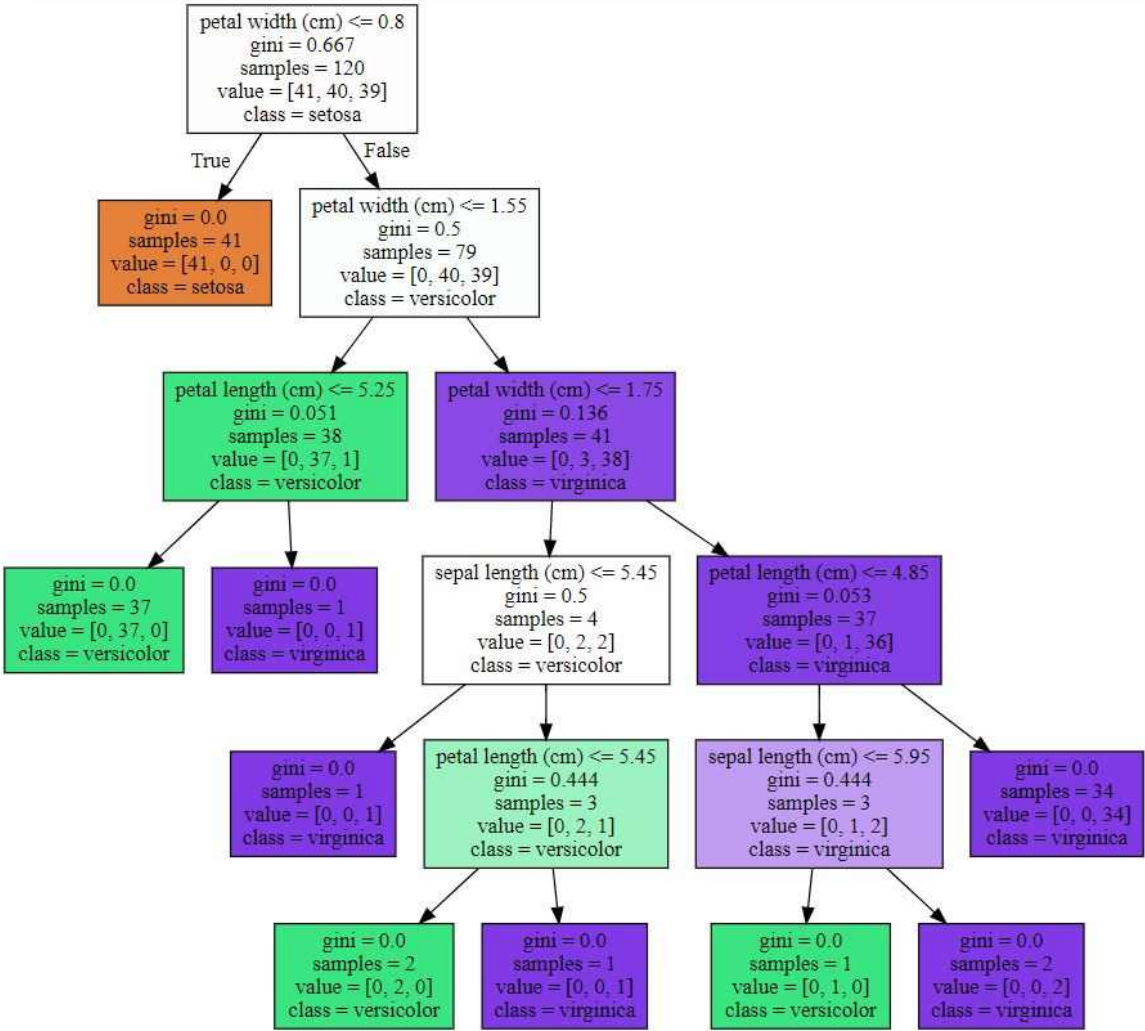 petal width (cm) <= 0.8
gini = 0.667
samples = 120
value = [41, 40, 39]
class = setosa
True
False
gini = 0.0
samples = 41
value = [41, 0, 0]
class = setosa
petal width (cm) <= 1.55
gini = 0.5
samples = 79
value = [0, 40, 39]
class = versicolor
petal length (cm) <= 5.25
gini = 0.051
samples = 38
value = [0, 37, 1]
class = versicolor
petal width (cm) <= 1.75
gini = 0.136
samples = 41
value = [0, 3, 38]
class = virginica
gini = 0.0
samples = 37
value = [0, 37, 0]
class = versicolor
gini = 0.0
samples = 1
value = [0, 0, 1]
class = virginica
sepal length (cm) <= 5.45
gini = 0.5
samples = 4
value = [0, 2, 2]
class = versicolor
petal length (cm) <= 4.85
gini = 0.053
samples = 37
value = [0, 1, 36]
class = virginica
gini = 0.0
samples = 1
value = [0, 0, 1]
class = virginica
petal length (cm) <= 5.45
gini = 0.444
samples = 3
value = [0, 2, 1]
class = versicolor
sepal length (cm) <= 5.95
gini = 0.444
samples = 3
value = [0, 1, 2]
class = virginica
gini = 0.0
samples = 34
value = [0, 0, 34]
class = virginica
gini = 0.0
samples = 2
value = [0, 2, 0]
class = versicolor
gini = 0.0
samples = 1
value = [0, 0, 1]
class = virginica
gini = 0.0
samples = 1
value = [0, 1, 0]
class = versicolor
gini = 0.0
samples = 2
value = [0, 0, 2]
class = virginica